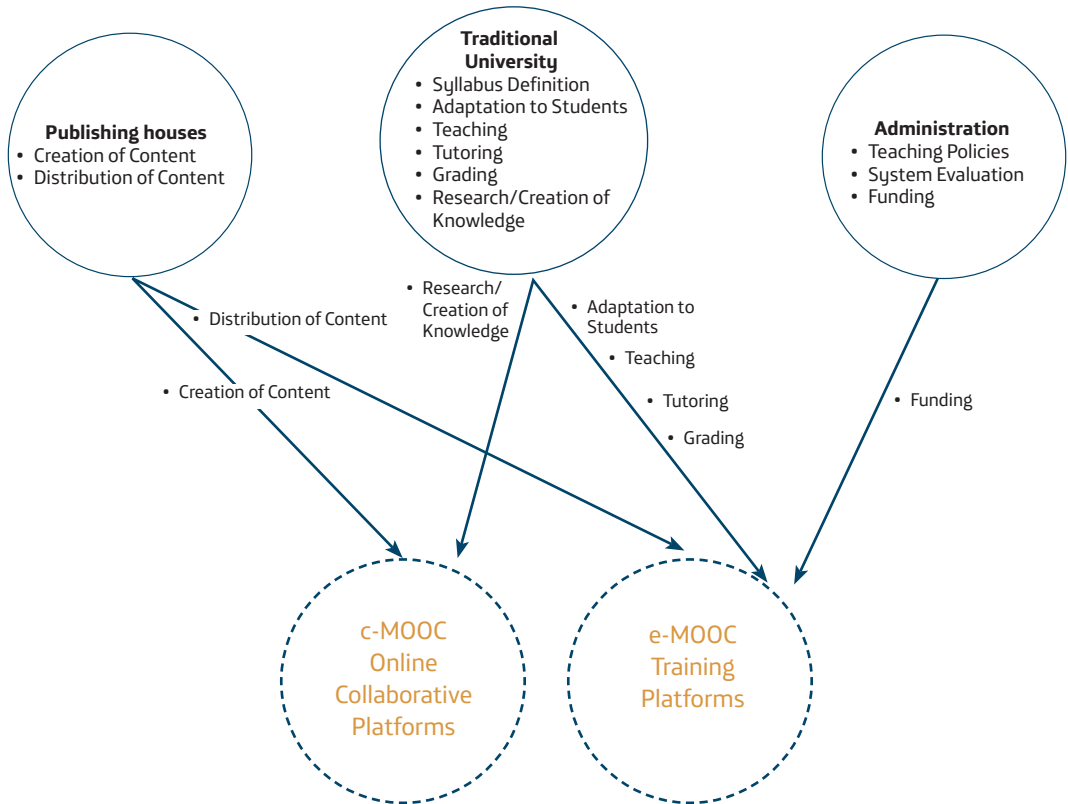 Publishing houses
• Creation of Content
• Distribution of Content
Traditional
University
• Syllabus Definition
• Adaptation to Students
• Teaching
• Tutoring
• Grading
• Research/Creation of
Knowledge
Administration
• Teaching Policies
• System Evaluation
• Funding
• Distribution of Content
• Creation of Content
• Research/
Creation of
Knowledge
• Adaptation to
Students
• Teaching
• Tutoring
• Grading
• Funding
c-MOOC
Online
Collaborative
Platforms
e-MOOC
Training
Platforms